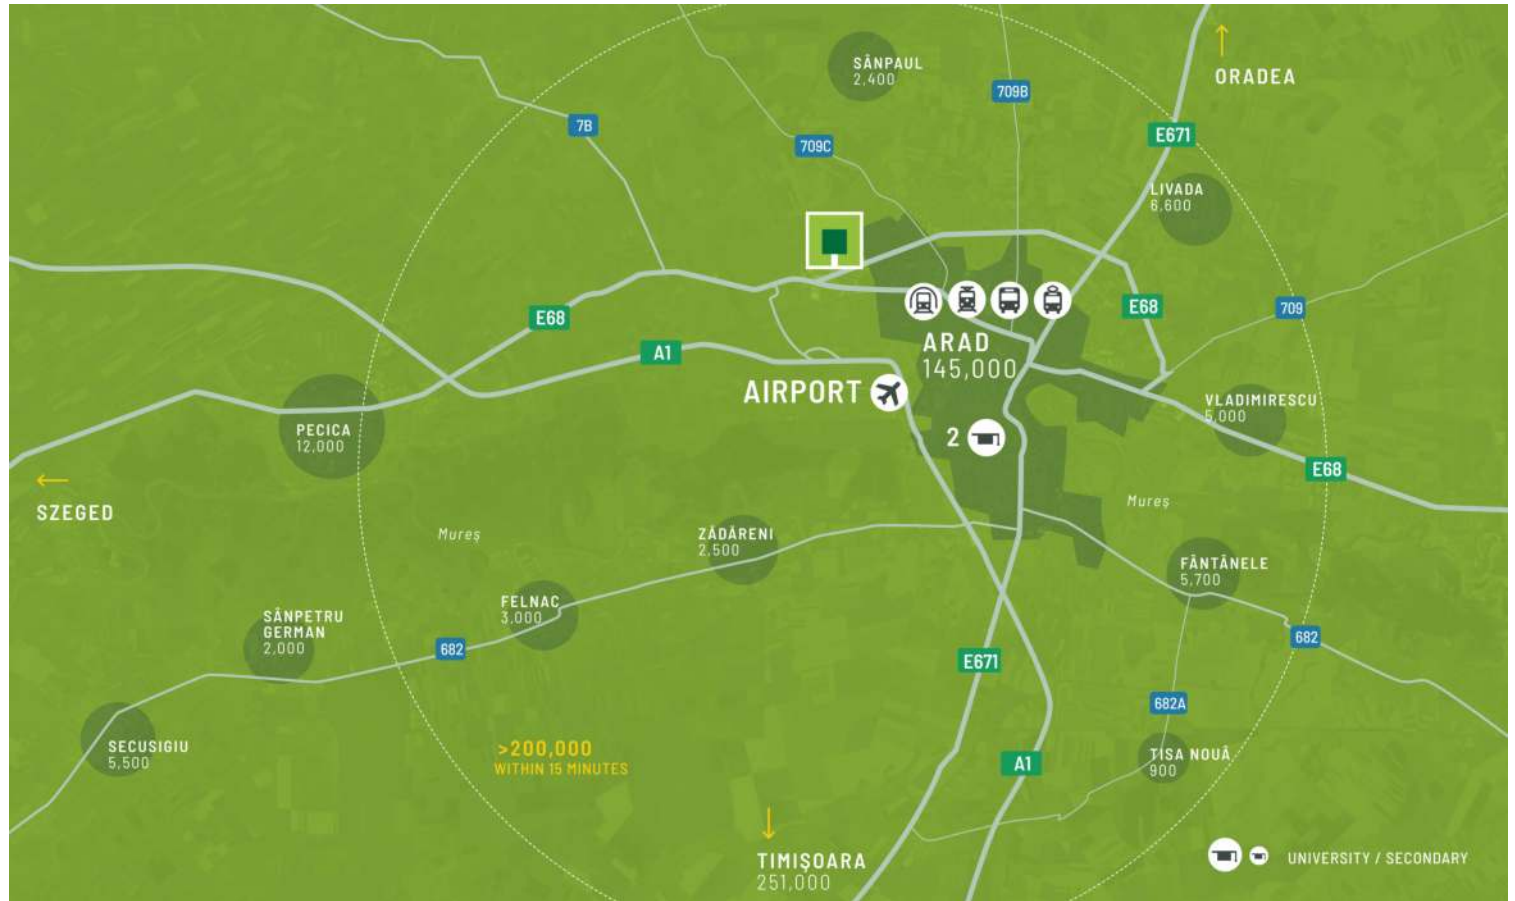 SÂNPAUL
2,400
ORADEA
709B
7B
709C
E671
LIVADA
6,600
E68
E68
709
A1
ARAD
145,000
AIRPORT
VLADIMIRESCU
5,000
PECICA
12,000
2
E68
SZEGED
Mureș
Mureș
ZĂDĂRENI
2,500
FÂNTÂNELE
5,700
FELNAC
3,000
SÂNPETRU
GERMAN
2,000
682
682
E671
682A
SECUSIGIU
5,500
>200,000
WITHIN 15 MINUTES
A1
TISA NOUĂ
900
TIMIȘOARA
251,000
UNIVERSITY / SECONDARY